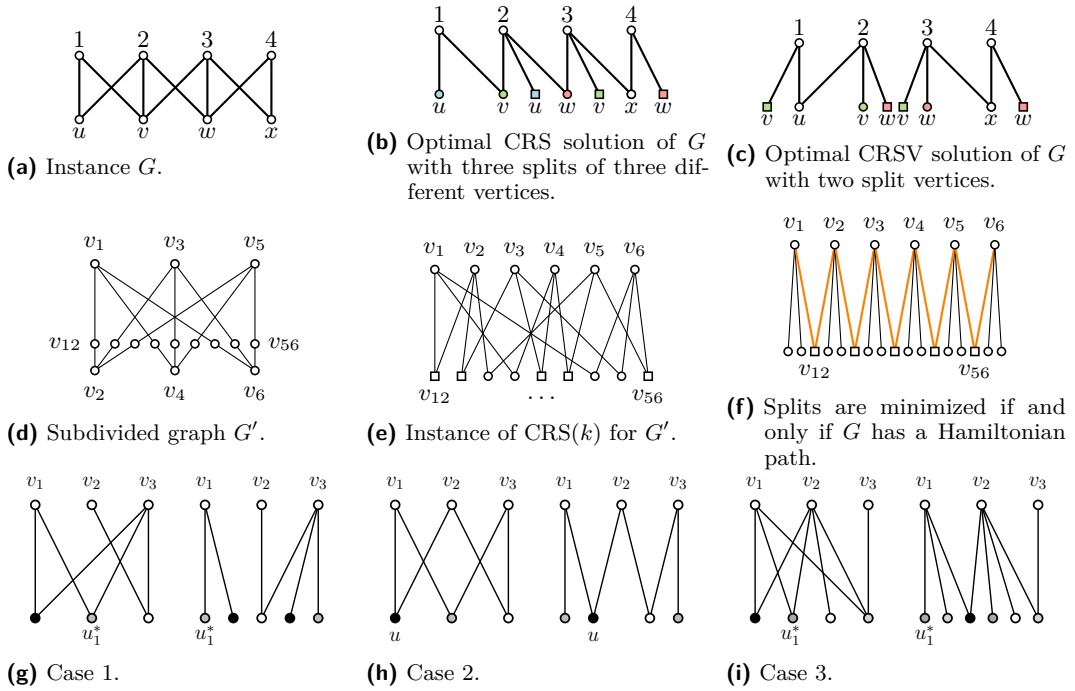 1 2 3 4
u v w x
(a) Instance G.
1 2 3 4
u v u w v x w
(b) Optimal CRS solution of G
with three splits of three dif-
ferent vertices.
1 2 3 4
v u v w v w x w
(c) Optimal CRSV solution of G
with two split vertices.
v1 v3 v5
v12 v56
v2 v4 v6
(d) Subdivided graph G′.
v1 v2 v3 v4 v5 v6
v12 ... v56
(e) Instance of CRS(k) for G′.
v1 v2 v3 v4 v5 v6
v12 v56
(f) Splits are minimized if and
only if G has a Hamiltonian
path.
v1 v2 v3 v1 v2 v3
u*1 u*1
(g) Case 1.
v1 v2 v3 v1 v2 v3
u u
(h) Case 2.
v1 v2 v3 v1 v2 v3
u*1 u*1
(i) Case 3.